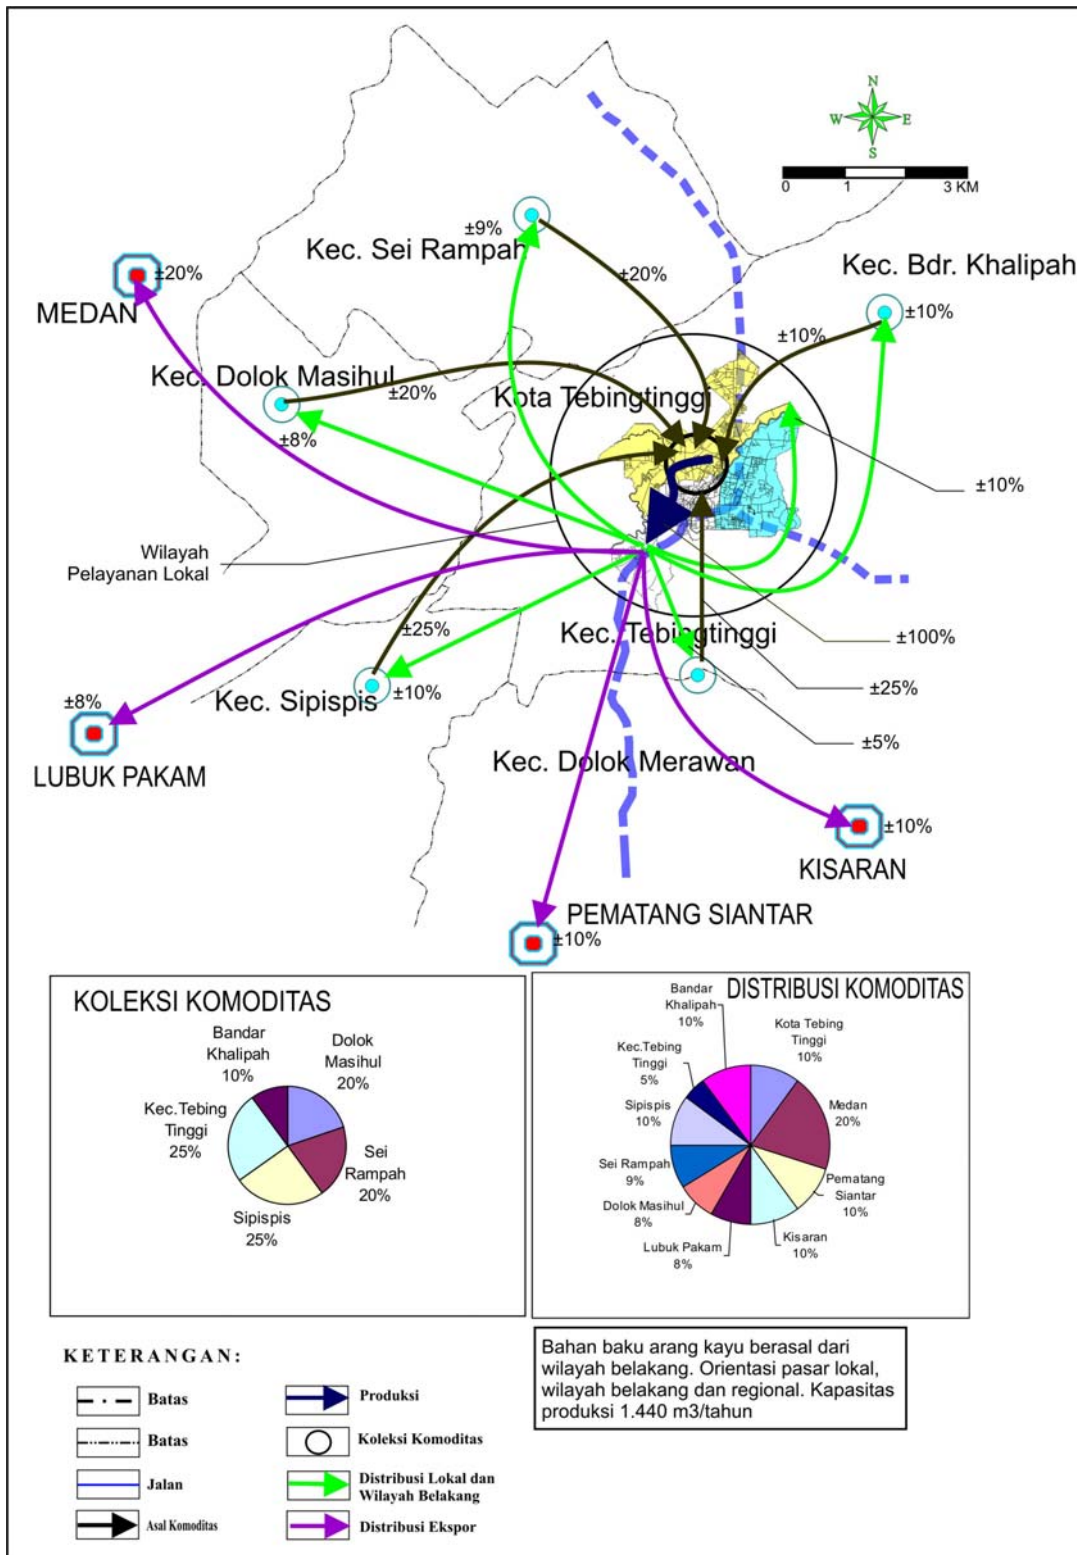 N
W
E
S
0
1
3 KM
±9%
Kec. Sei Rampah
±20%
Kec. Bdr. Khalipah
±10%
±10%
±20%
MEDAN
Kec. Dolok Masihul
±20%
±8%
Kota Tebingtinggi
±10%
Wilayah
Pelayanan Lokal
±25%
Kec. Tebingtinggi
±100%
±25%
±5%
±10%
Kec. Sipispis
±8%
LUBUK PAKAM
Kec. Dolok Merawan
±10%
KISARAN
PEMATANG SIANTAR
±10%
KOLEKSI KOMODITAS
Bandar
Khalipah
10%
Dolok
Masihul
20%
Kec.Tebing
Tinggi
25%
Sei
Rampah
20%
Sipispis
25%
DISTRIBUSI KOMODITAS
Bandar
Khalipah
10%
Kota Tebing
Tinggi
10%
Kec.Tebing
Tinggi
5%
Medan
20%
Sipispis
10%
Sei Rampah
9%
Pematang
Siantar
10%
Dolok Masihul
8%
Kisaran
10%
Lubuk Pakam
8%
KETERANGAN:
Batas
Batas
Jalan
Asal Komoditas
Produksi
Koleksi Komoditas
Distribusi Lokal dan
Wilayah Belakang
Distribusi Ekspor
Bahan baku arang kayu berasal dari
wilayah belakang. Orientasi pasar lokal,
wilayah belakang dan regional. Kapasitas
produksi 1.440 m3/tahun